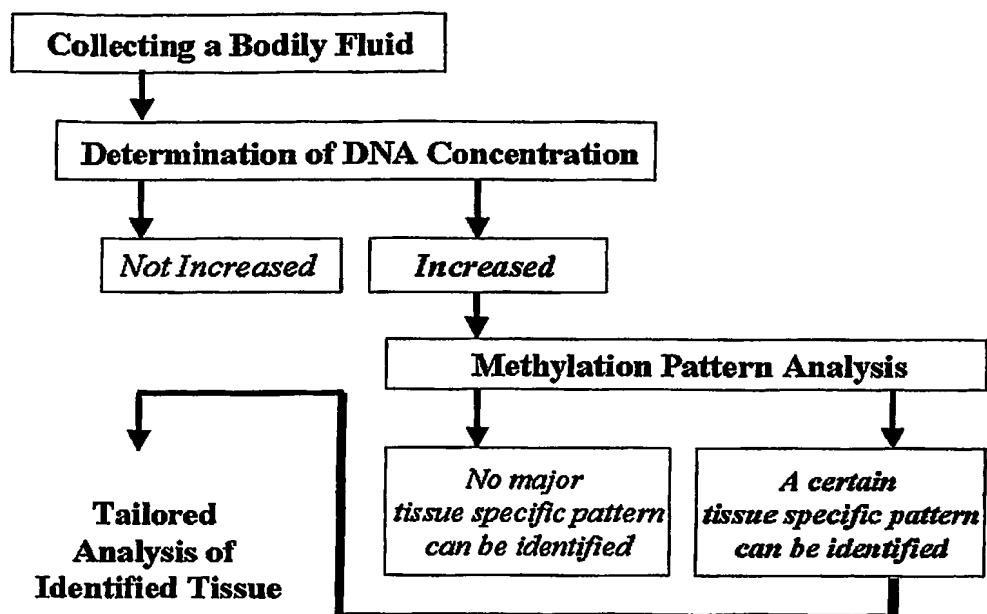 Collecting a Bodily Fluid
Determination of DNA Concentration
Not Increased
Increased
Methylation Pattern Analysis
No major
tissue specific pattern
can be identified
A certain
tissue specific pattern
can be identified
Tailored
Analysis of
Identified Tissue